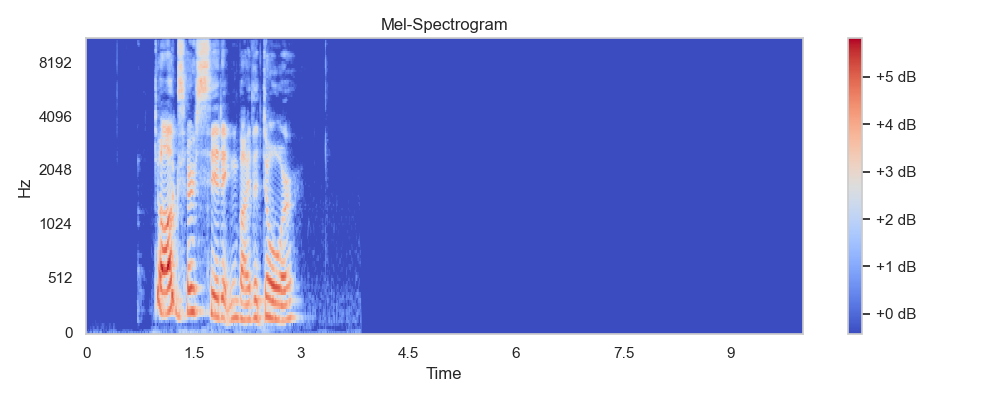 Mel-Spectrogram
8192
4096
2048
1024
512
0
Hz
0 1.5 3 4.5 6 7.5 9
Time
+5 dB
+4 dB
+3 dB
+2 dB
+1 dB
+0 dB